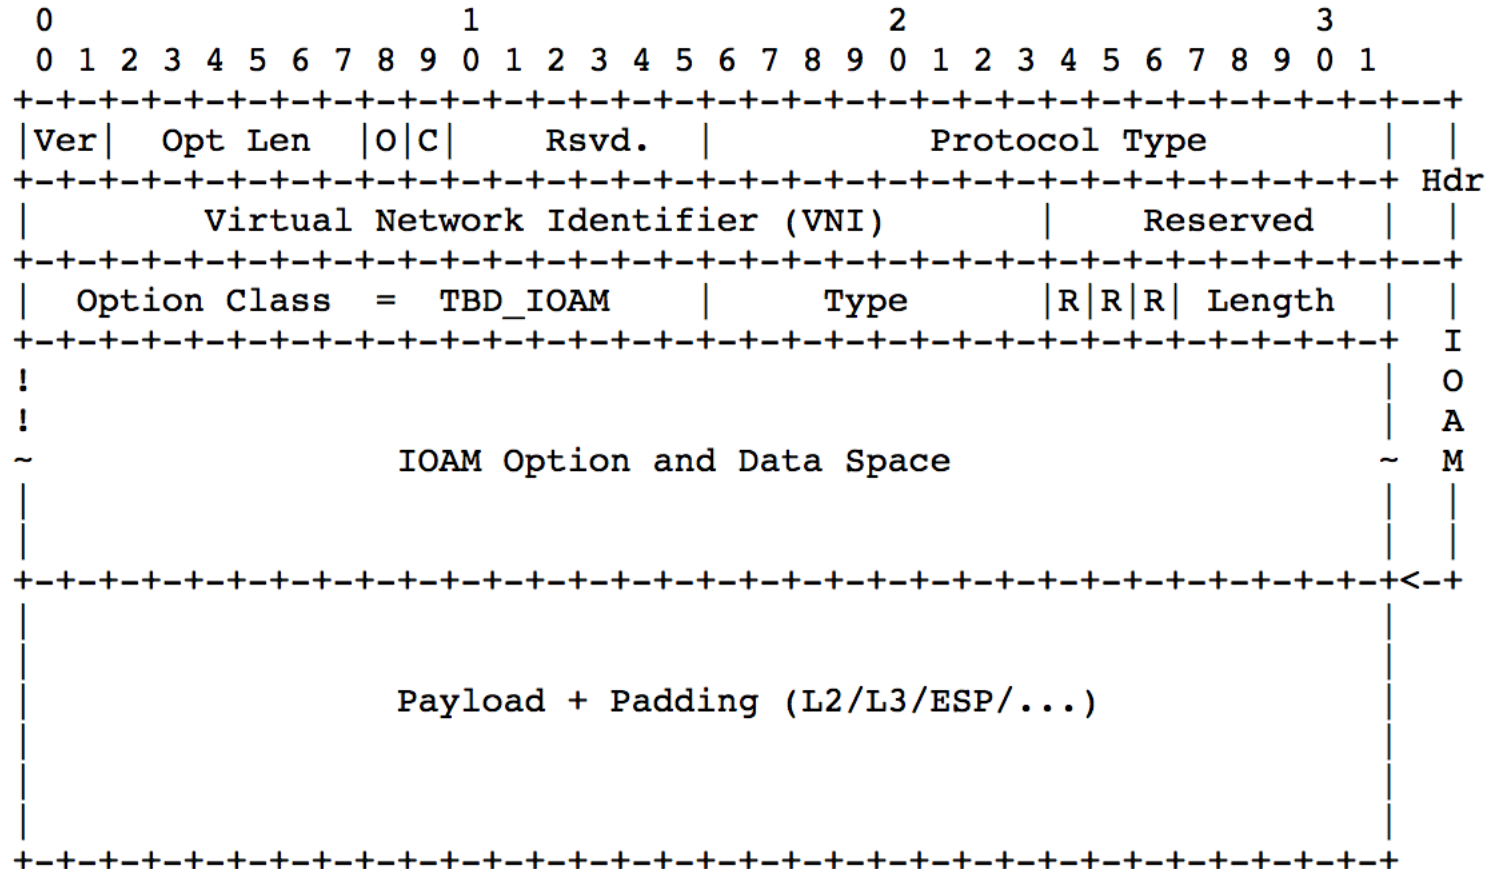 0                   1                   2                   3
 0 1 2 3 4 5 6 7 8 9 0 1 2 3 4 5 6 7 8 9 0 1 2 3 4 5 6 7 8 9 0 1
+-+-+-+-+-+-+-+-+-+-+-+-+-+-+-+-+-+-+-+-+-+-+-+-+-+-+-+-+-+-+-+-+--+
|Ver|  Opt Len  |O|C|    Rsvd.  |          Protocol Type        |  |
+-+-+-+-+-+-+-+-+-+-+-+-+-+-+-+-+-+-+-+-+-+-+-+-+-+-+-+-+-+-+-+-+ Hdr
|        Virtual Network Identifier (VNI)       |    Reserved   |  |
+-+-+-+-+-+-+-+-+-+-+-+-+-+-+-+-+-+-+-+-+-+-+-+-+-+-+-+-+-+-+-+-+--+
|  Option Class  =  TBD_IOAM    |     Type      |R|R|R| Length  |  |
+-+-+-+-+-+-+-+-+-+-+-+-+-+-+-+-+-+-+-+-+-+-+-+-+-+-+-+-+-+-+-+-+  I
!                                                               |  O
!                                                               |  A
~                 IOAM Option and Data Space                    ~  M
|                                                               |  |
|                                                               |  |
+-+-+-+-+-+-+-+-+-+-+-+-+-+-+-+-+-+-+-+-+-+-+-+-+-+-+-+-+-+-+-+-+<-+
|                                                               |
|                                                               |
|                 Payload + Padding (L2/L3/ESP/...)             |
|                                                               |
|                                                               |
|                                                               |
+-+-+-+-+-+-+-+-+-+-+-+-+-+-+-+-+-+-+-+-+-+-+-+-+-+-+-+-+-+-+-+-+